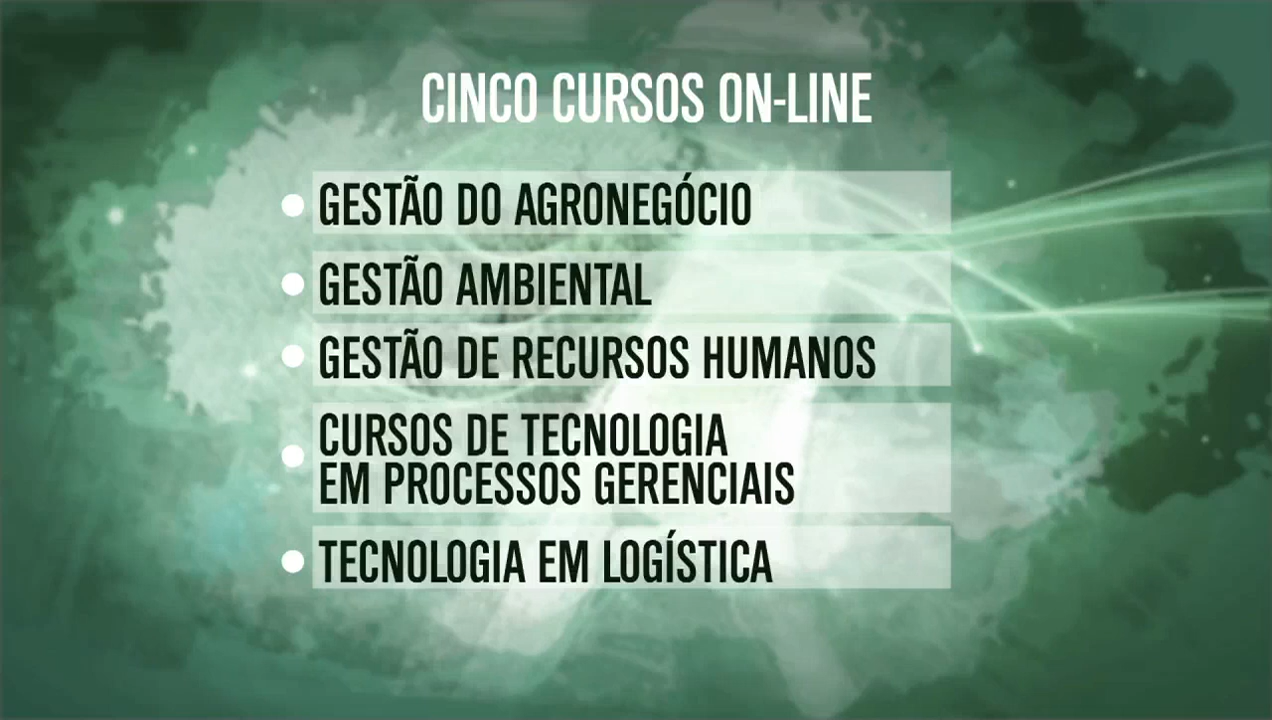 CINCO CURSOS ON-LINE
GESTÃO DO AGRONEGÓCIO
GESTÃO AMBIENTAL
GESTÃO DE RECURSOS HUMANOS
CURSOS DE TECNOLOGIA
EM PROCESSOS GERENCIAIS
TECNOLOGIA EM LOGÍSTICA